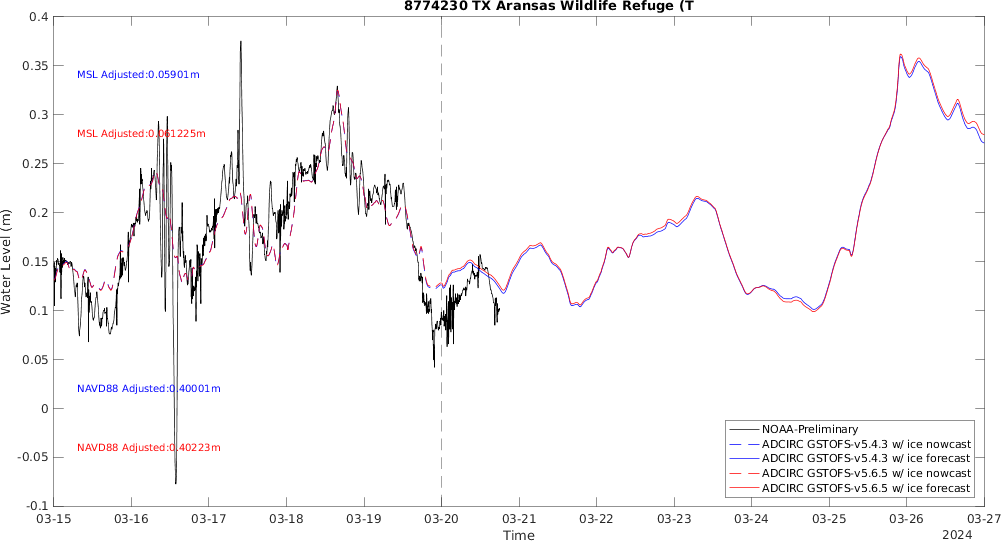 8774230 TX Aransas Wildlife Refuge (T
Water Level (m)
0.4
0.35
0.3
0.25
0.2
0.15
0.1
0.05
0
-0.05
-0.1
MSL Adjusted:0.05901m
MSL Adjusted:0.061225m
NAVD88 Adjusted:0.40001m
NAVD88 Adjusted:0.40223m
NOAA-Preliminary
ADCIRC GSTOFS-v5.4.3 w/ ice nowcast
ADCIRC GSTOFS-v5.4.3 w/ ice forecast
ADCIRC GSTOFS-v5.6.5 w/ ice nowcast
ADCIRC GSTOFS-v5.6.5 w/ ice forecast
03-15 03-16 03-17 03-18 03-19 03-20 03-21 03-22 03-23 03-24 03-25 03-26 03-27
Time
2024